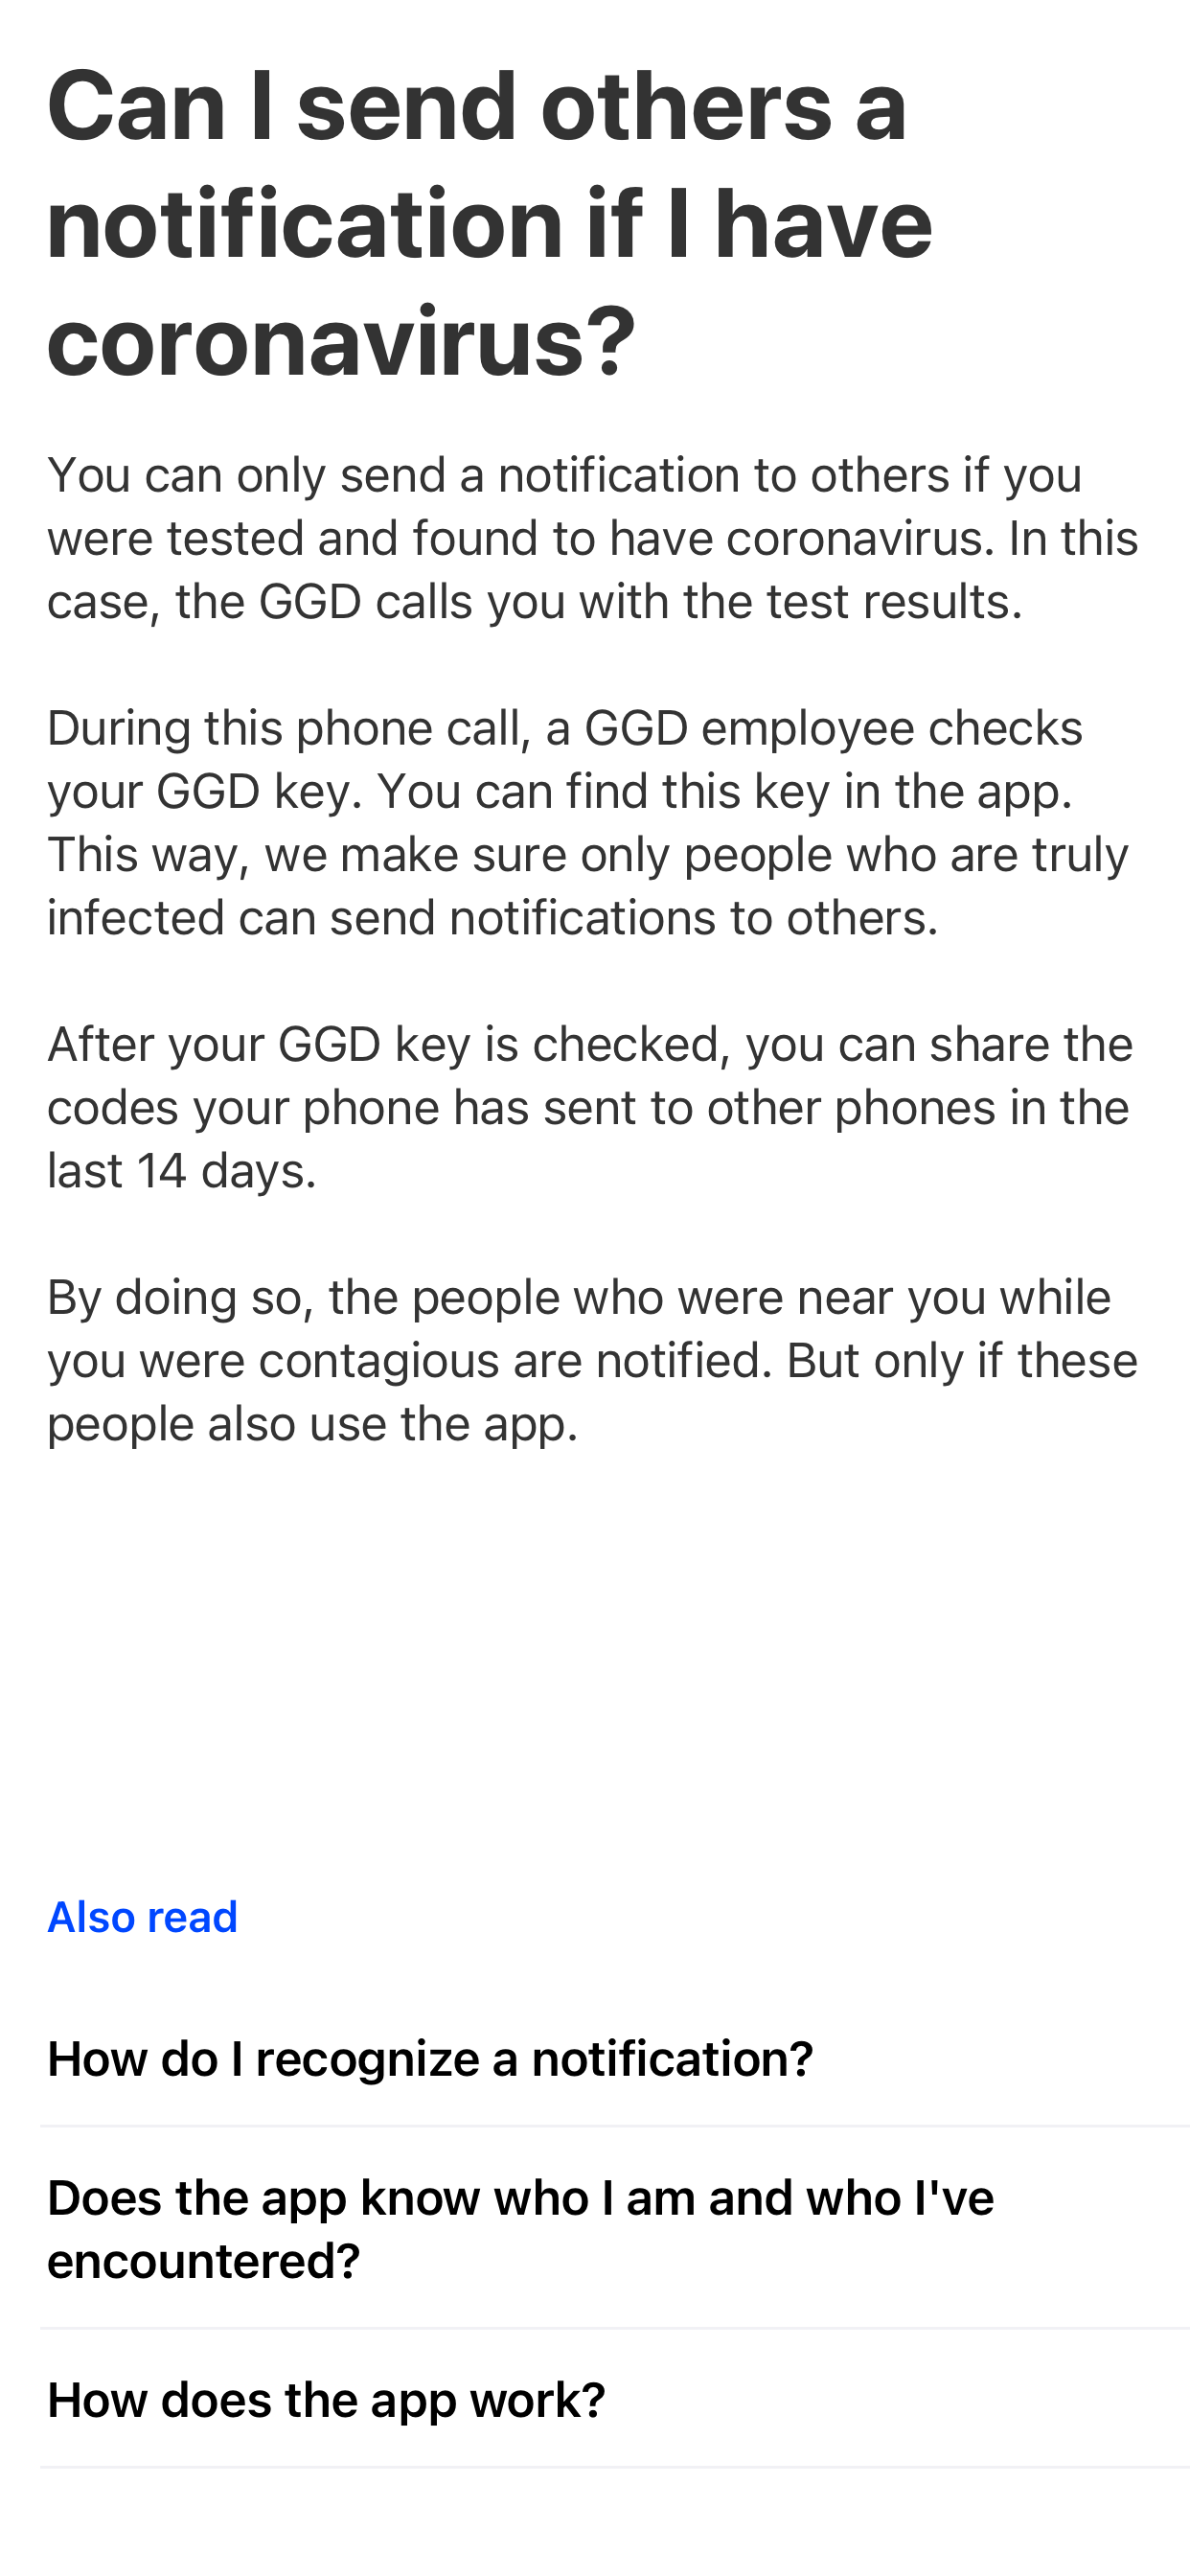 Can I send others a
notification if I have
coronavirus?
You can only send a notification to others if you
were tested and found to have coronavirus. In this
case, the GGD calls you with the test results.
During this phone call, a GGD employee checks
your GGD key. You can find this key in the app.
This way, we make sure only people who are truly
infected can send notifications to others.
After your GGD key is checked, you can share the
codes your phone has sent to other phones in the
last 14 days.
By doing so, the people who were near you while
you were contagious are notified. But only if these
people also use the app.
Also read
How do I recognize a notification?
Does the app know who I am and who I've
encountered?
How does the app work?